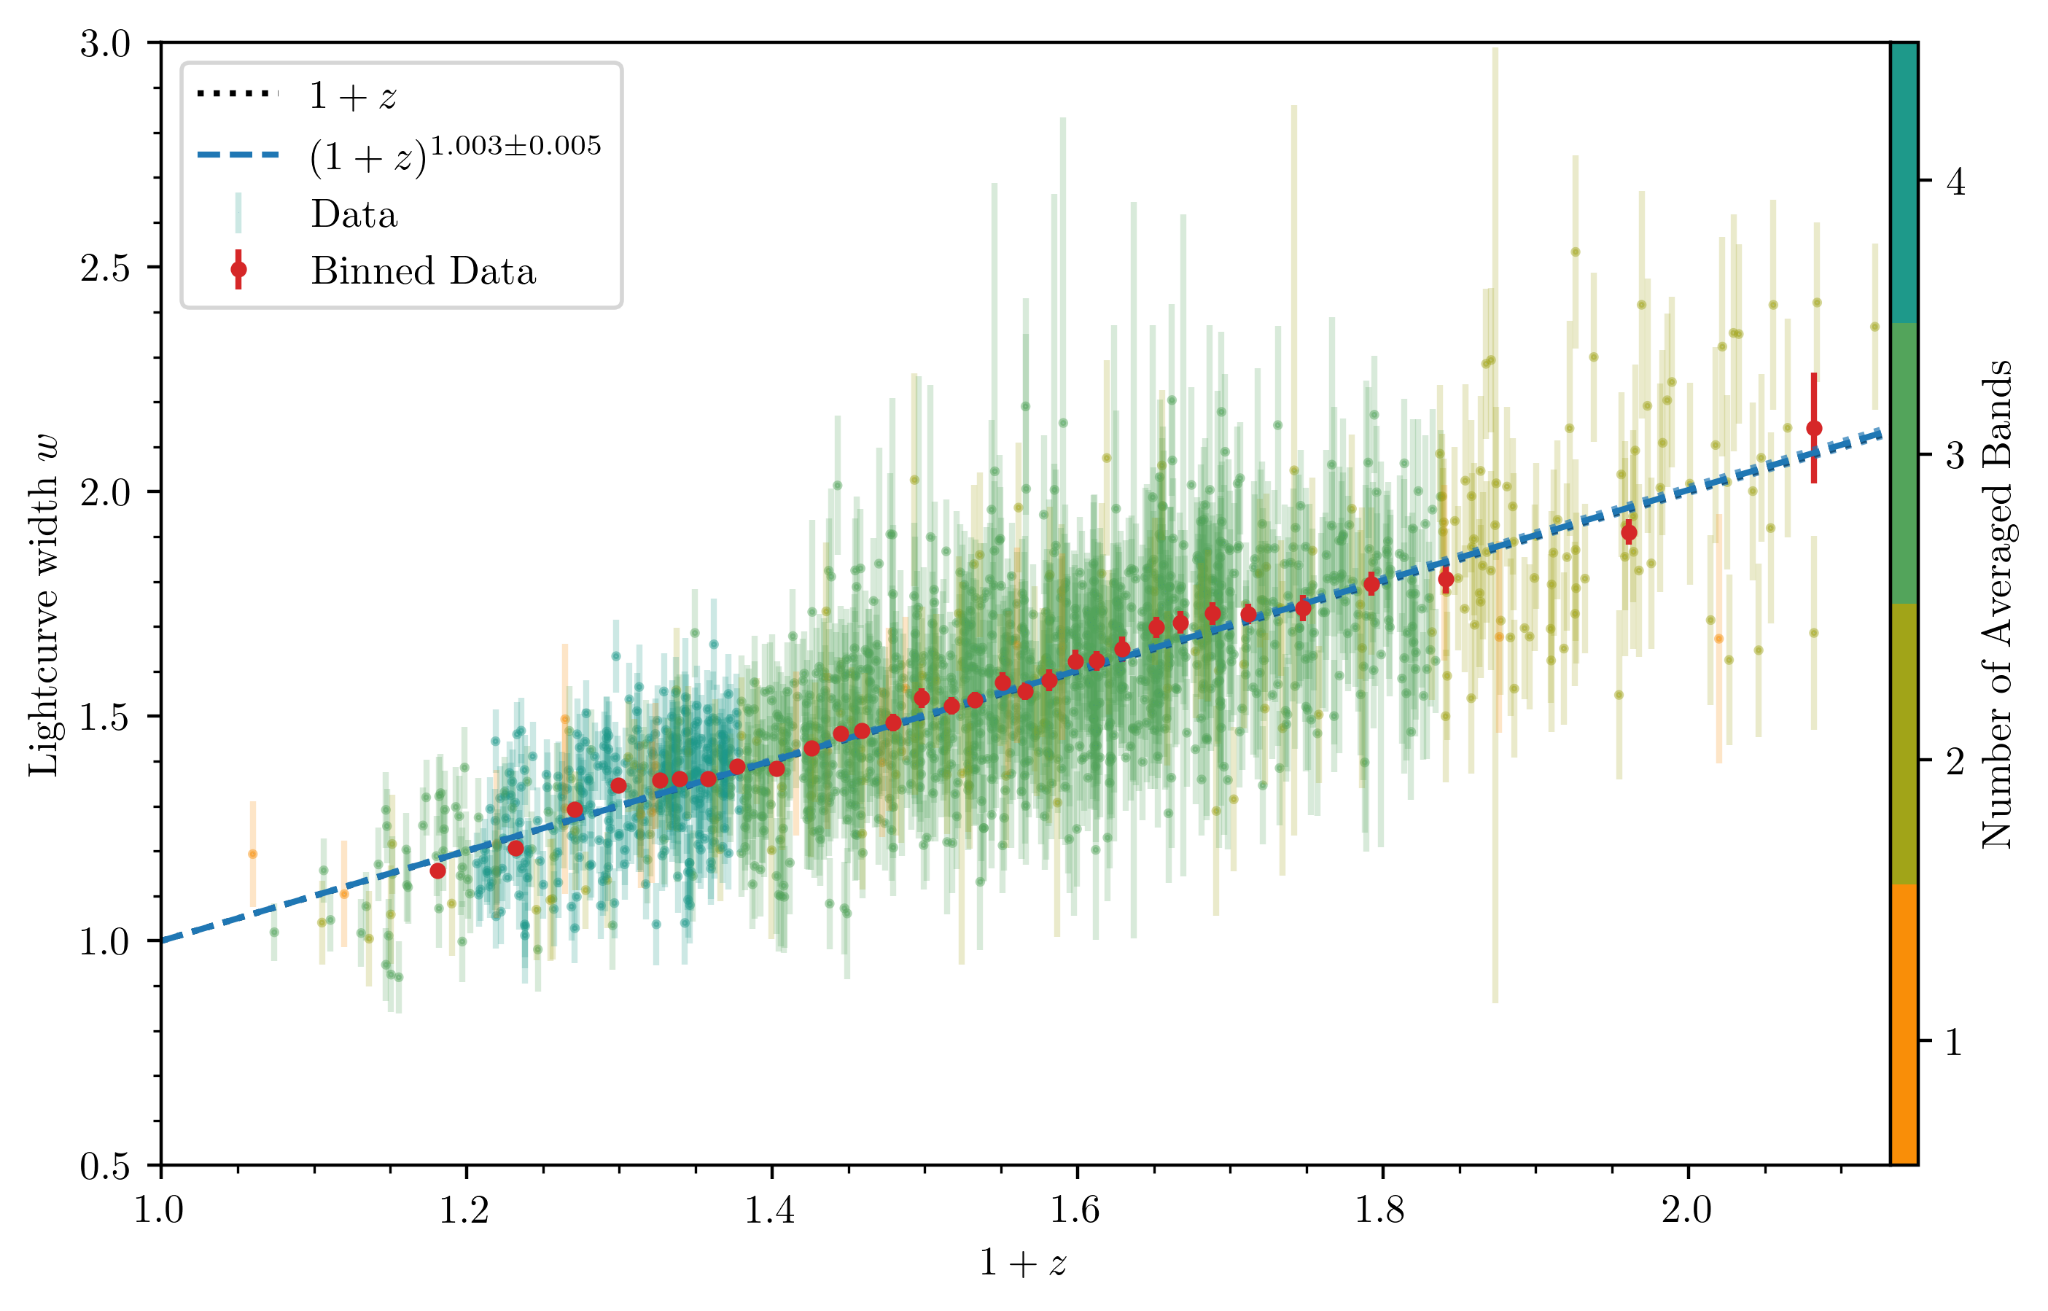 3.0
2.5
2.0
1.5
1.0
0.5
Lightcurve width w
1 + z
(1 + z)^{1.003±0.005}
Data
Binned Data
4
3
2
1
Number of Averaged Bands
1.0 1.2 1.4 1.6 1.8 2.0
1 + z